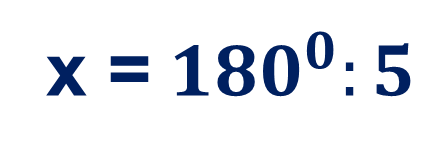 x = 180⁰: 5